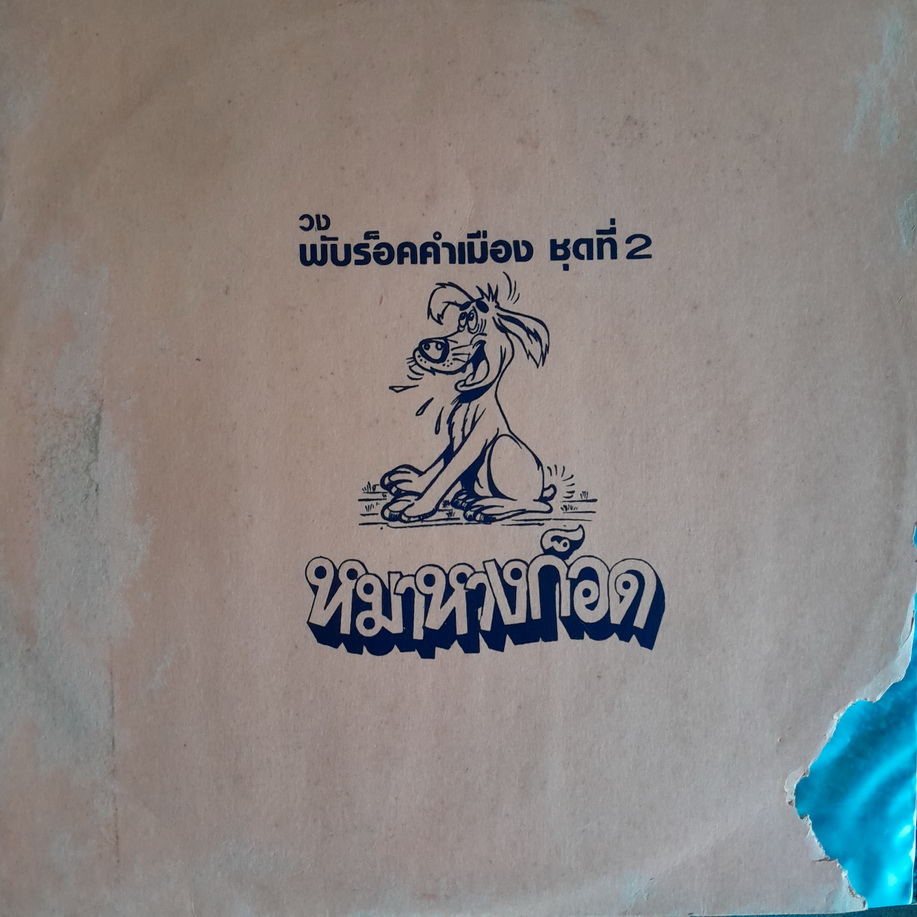 วง
พับร็อคคำเมือง ชุดที่ 2
หมาหางก๊อด